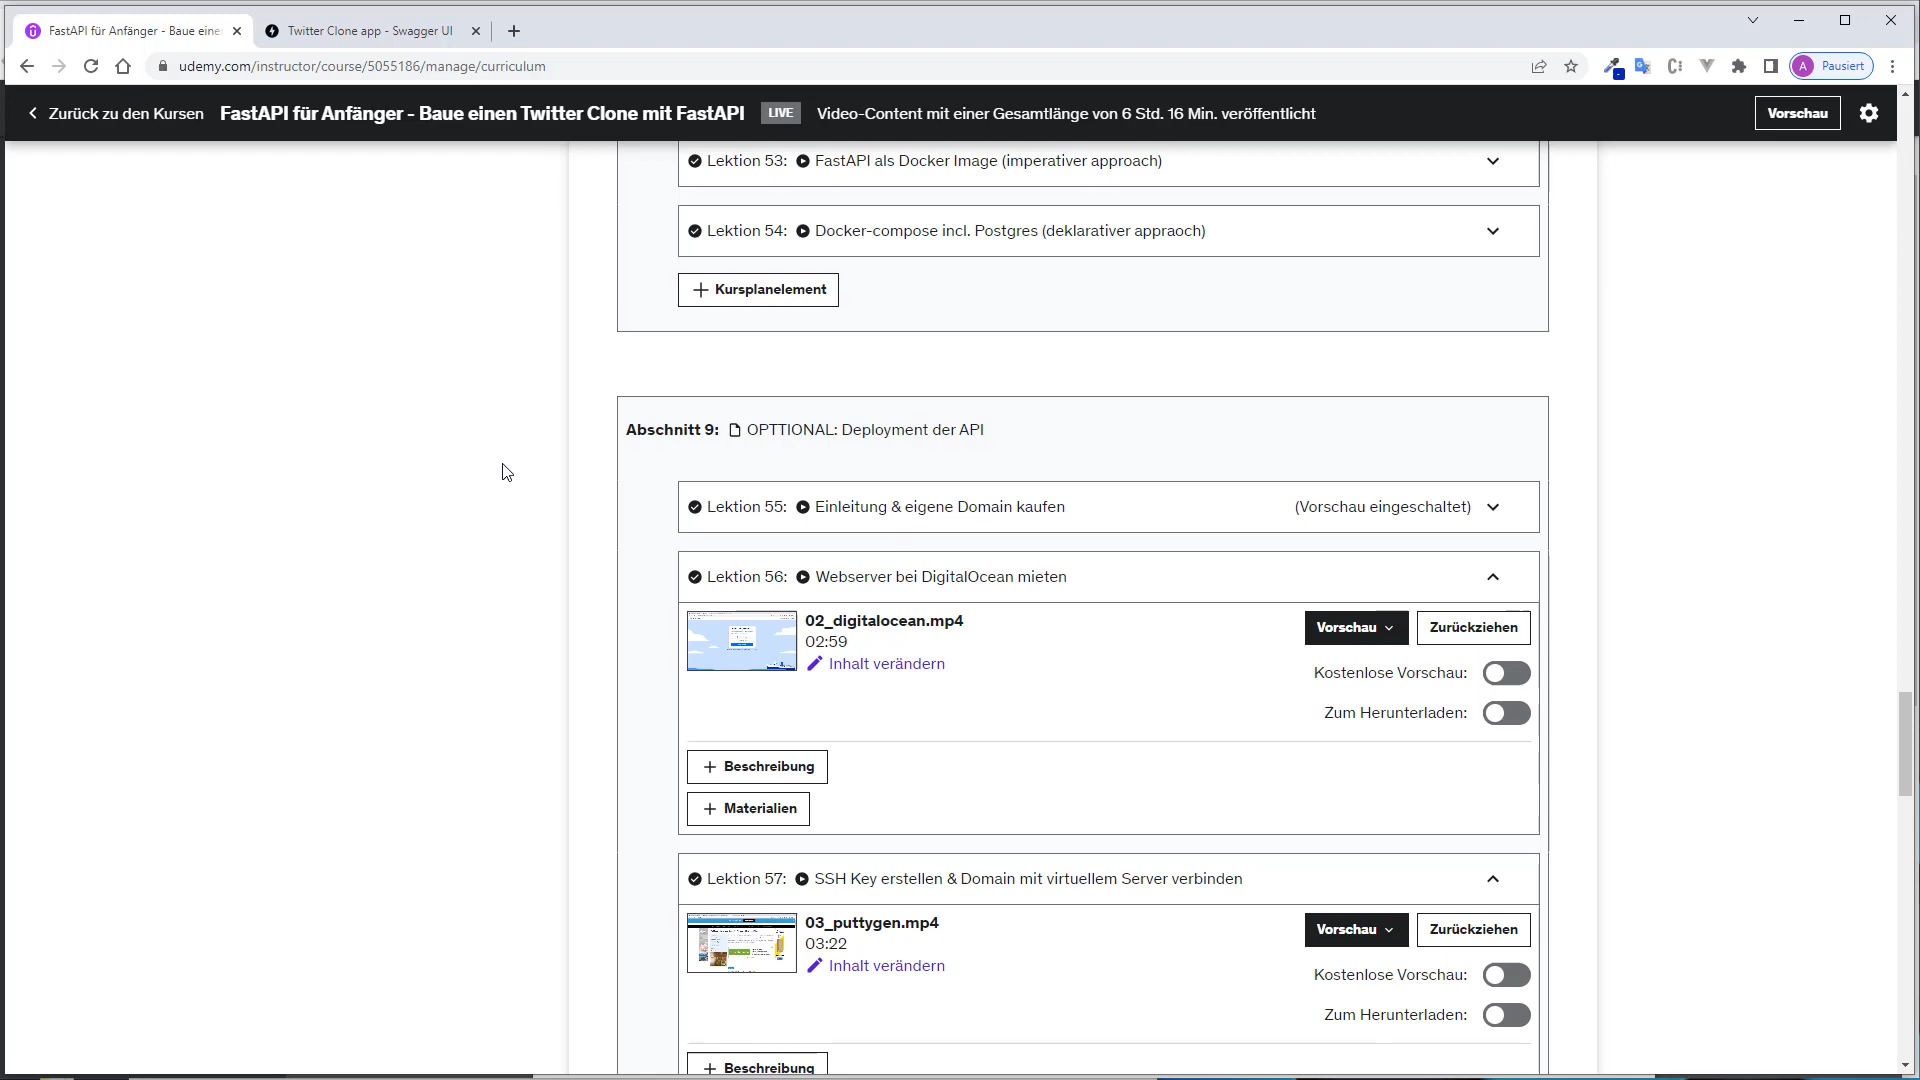 FastAPI für Anfänger - Baue eine
Twitter Clone app - Swagger UI
udemy.com/instructor/course/5055186/manage/curriculum
A Pausiert
Zurück zu den Kursen FastAPI für Anfänger - Baue einen Twitter Clone mit FastAPI LIVE Video-Content mit einer Gesamtlänge von 6 Std. 16 Min. veröffentlicht Vorschau
Lektion 53: FastAPI als Docker Image (imperativer approach)
Lektion 54: Docker-compose incl. Postgres (deklarativer appraoch)
Kursplanelement
Abschnitt 9: OPTTIONAL: Deployment der API
Lektion 55: Einleitung & eigene Domain kaufen (Vorschau eingeschaltet)
Lektion 56: Webserver bei DigitalOcean mieten
02_digitalocean.mp4
02:59
Inhalt verändern
Vorschau Zurückziehen
Kostenlose Vorschau:
Zum Herunterladen:
Beschreibung
Materialien
Lektion 57: SSH Key erstellen & Domain mit virtuellem Server verbinden
03_puttygen.mp4
03:22
Inhalt verändern
Vorschau Zurückziehen
Kostenlose Vorschau:
Zum Herunterladen:
Beschreibung